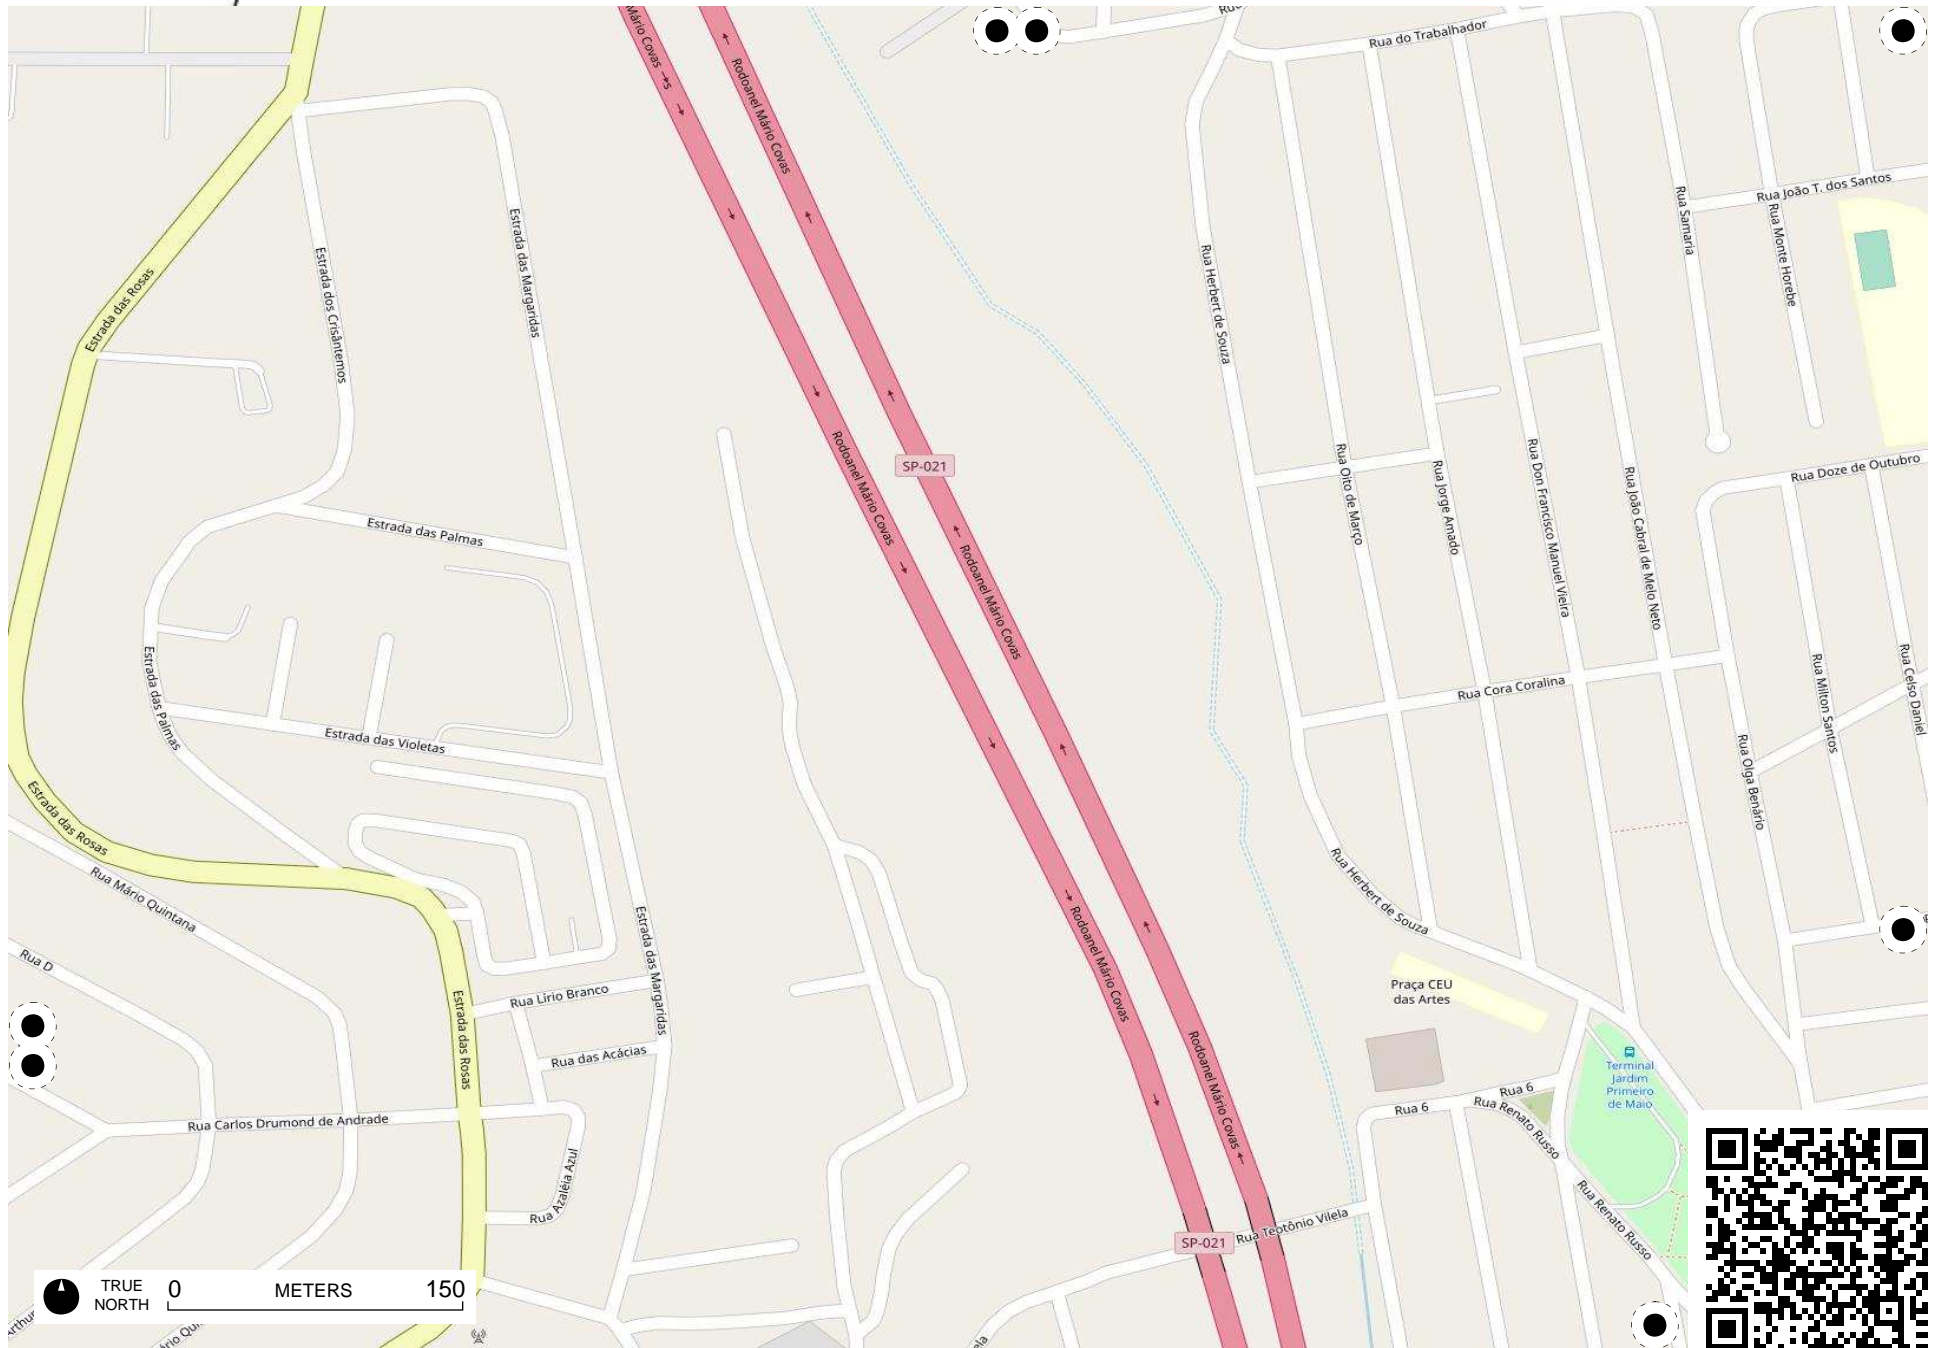 Mário Covas
Rodoanel Mário Covas
Rua do Trabalhador
Rua João T. dos Santos
Rua Samaria
Rua Monte Horebe
Estrada das Margaridas
Estrada dos Crisântemos
Estrada das Rosas
Rua Herbert de Souza
Rodoanel Mário Covas
SP-021
Rua Oito de Março
Rua Jorge Amado
Rua Don Francisco Manuel Vieira
Rua João Cabral de Melo Neto
Rua Doze de Outubro
Estrada das Palmas
Rodoanel Mário Covas
Estrada das Palmas
Estrada das Violetas
Rua Cora Coralina
Rua Milton Santos
Rua Celso Daniel
Rua Olga Benário
Estrada das Rosas
Rua Mário Quintana
Rua Herbert de Souza
Rua D
Estrada das Margaridas
Rodoanel Mário Covas
Rua Lírio Branco
Estrada das Rosas
Rua das Acácias
Praça CEU
das Artes
Rodoanel Mário Covas
Terminal
Jardim
Primeiro
de Maio
Rua 6
Rua 6
Rua Renato Russo
Rua Carlos Drumond de Andrade
Rua Azaléia Azul
Rua Renato Russo
Rua Teotônio Vilela
SP-021
TRUE
NORTH
0 METERS 150